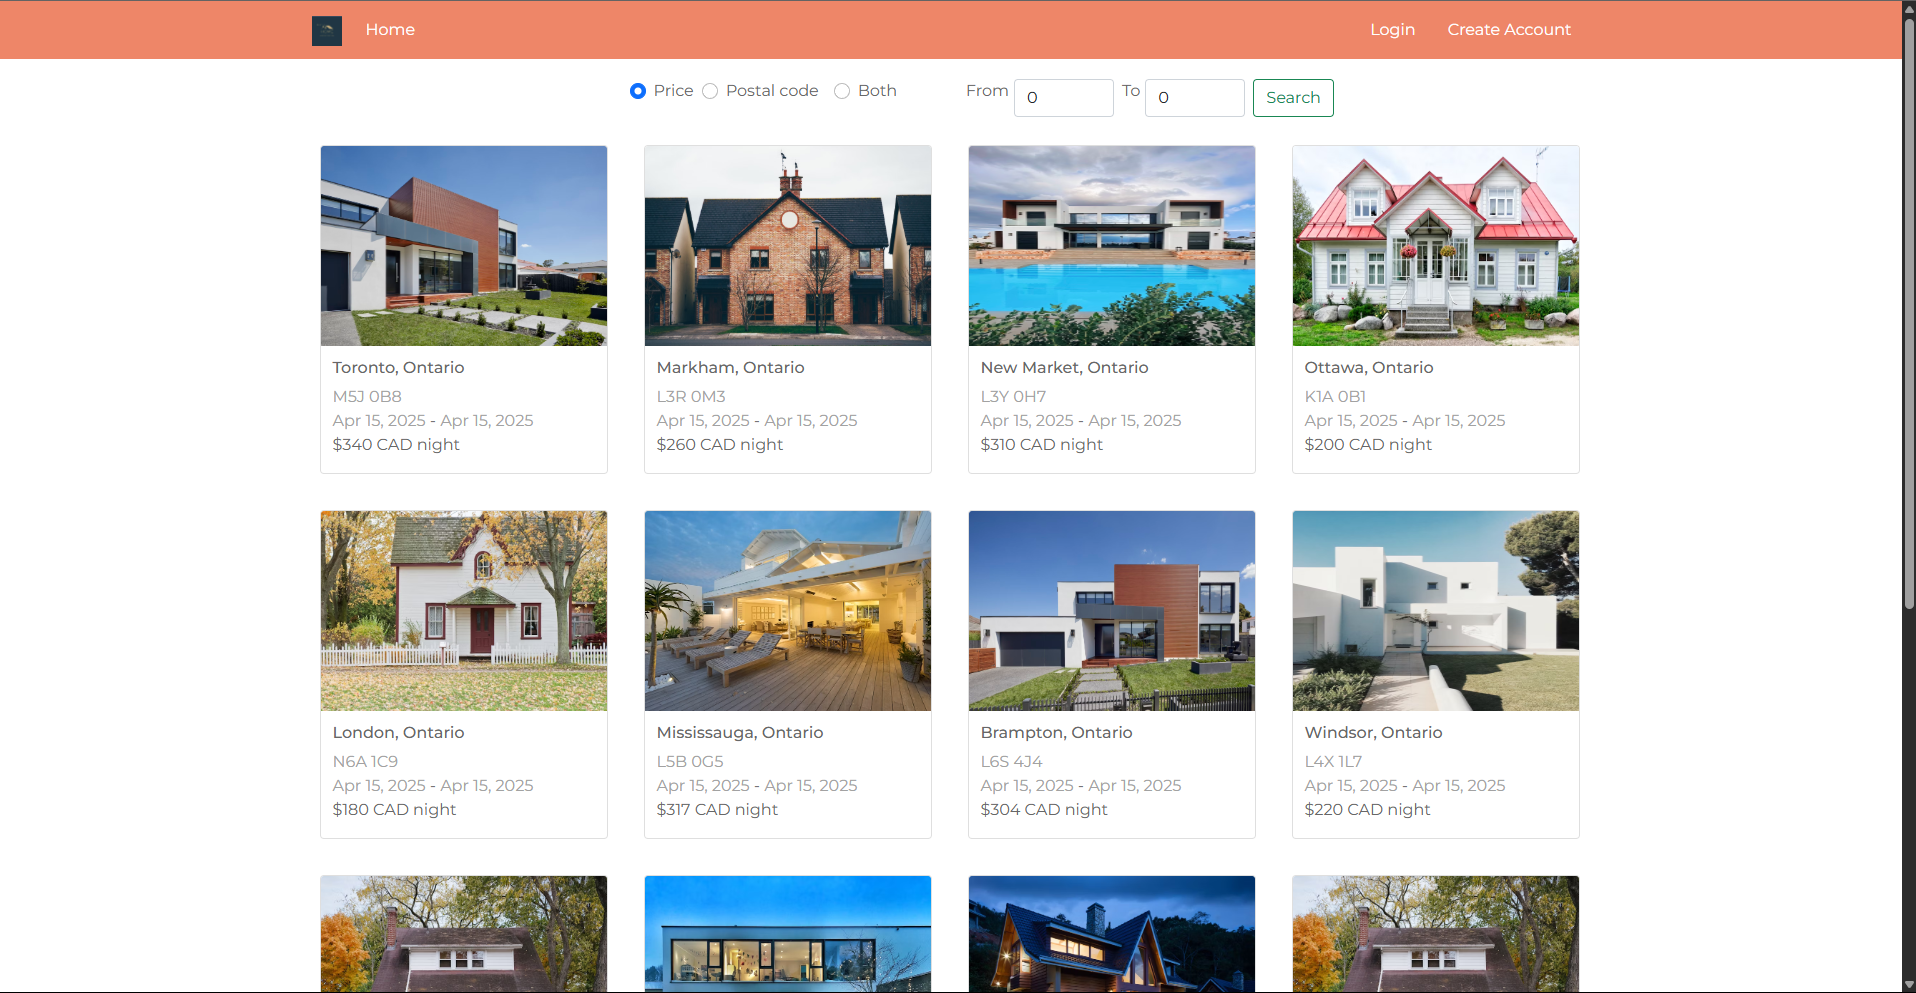 Home
Login
Create Account
Price
Postal code
Both
From
0
To
0
Search
Toronto, Ontario
M5J 0B8
Apr 15, 2025 - Apr 15, 2025
$340 CAD night
Markham, Ontario
L3R 0M3
Apr 15, 2025 - Apr 15, 2025
$260 CAD night
New Market, Ontario
L3Y 0H7
Apr 15, 2025 - Apr 15, 2025
$310 CAD night
Ottawa, Ontario
K1A 0B1
Apr 15, 2025 - Apr 15, 2025
$200 CAD night
London, Ontario
N6A 1C9
Apr 15, 2025 - Apr 15, 2025
$180 CAD night
Mississauga, Ontario
L5B 0G5
Apr 15, 2025 - Apr 15, 2025
$317 CAD night
Brampton, Ontario
L6S 4J4
Apr 15, 2025 - Apr 15, 2025
$304 CAD night
Windsor, Ontario
L4X 1L7
Apr 15, 2025 - Apr 15, 2025
$220 CAD night